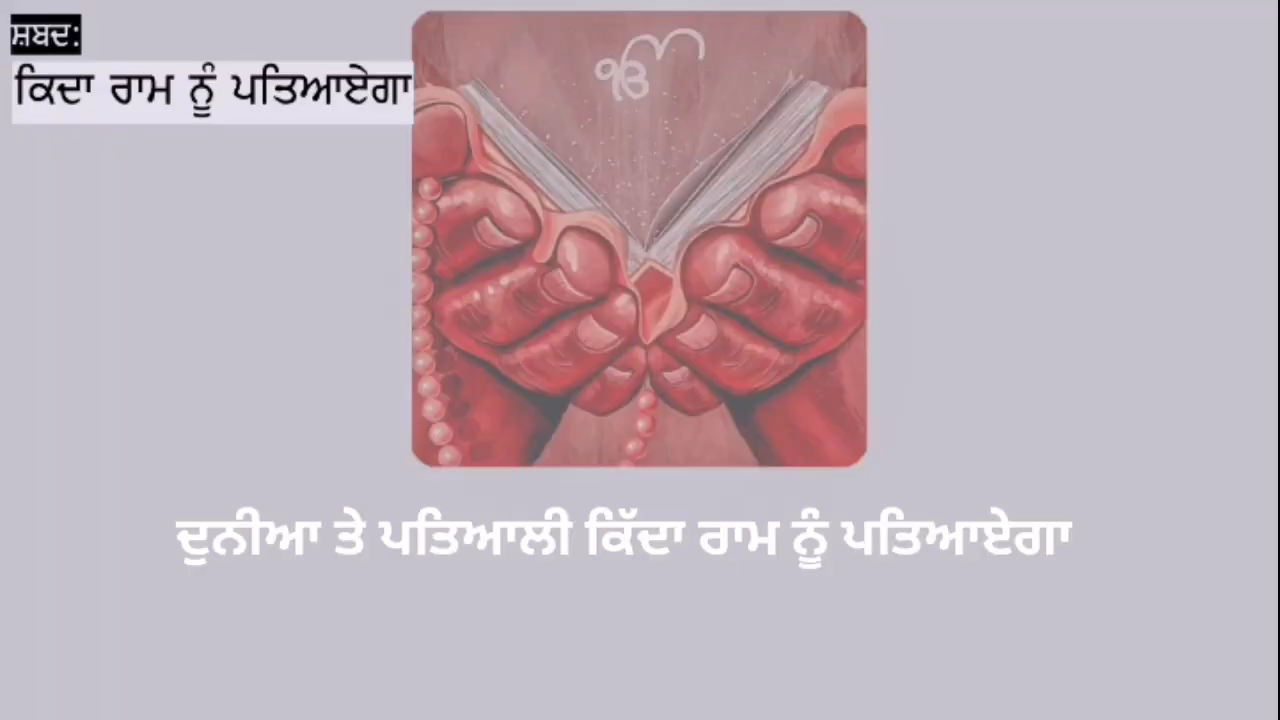 ਸ਼ਬਦ:
ਕਿਦਾ ਰਾਮ ਨੂੰ ਪਤਿਆਏਗਾ
ੴ
ਦੁਨੀਆ ਤੇ ਪਤਿਆਲੀ ਕਿੱਦਾ ਰਾਮ ਨੂੰ ਪਤਿਆਏਗਾ